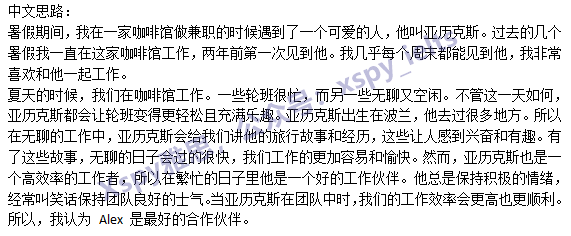 中文思路：
暑假期间，我在一家咖啡馆做兼职的时候遇到了一个可爱的人，他叫亚历克斯。过去的几个
暑假我一直在这家咖啡馆工作，两年前第一次见到他。我几乎每个周末都能见到他，我非常
喜欢和他一起工作。
夏天的时候，我们在咖啡馆工作。一些轮班很忙，而另一些无聊又空闲。不管这一天如何，
亚历克斯都会让轮班变得更轻松且充满乐趣。亚历克斯出生在波兰，他去过很多地方。所以
在无聊的工作中，亚历克斯会给我们讲他的旅行故事和经历，这些让人感到兴奋和有趣。有
了这些故事，无聊的日子会过的很快，我们工作的更加容易和愉快。然而，亚历克斯也是一
个高效率的工作者，所以在繁忙的日子里他是一个好的工作伙伴。他总是保持积极的情绪，
经常叫笑话保持团队良好的士气。当亚历克斯在团队中时，我们的工作效率会更高也更顺利。
所以，我认为 Alex 是最好的合作伙伴。